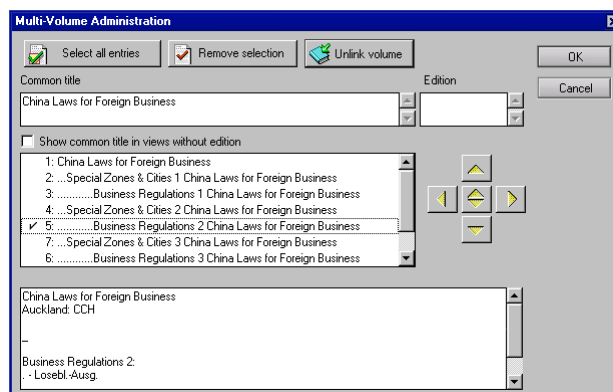 Multi-Volume Administration
Select all entries
Remove selection
Unlink volume
OK
Common title
Edition
Cancel
China Laws for Foreign Business
Show common title in views without edition
1: China Laws for Foreign Business
2: ...Special Zones & Cities 1 China Laws for Foreign Business
3: ............Business Regulations 1 China Laws for Foreign Business
4: ...Special Zones & Cities 2 China Laws for Foreign Business
✓ 5: ............Business Regulations 2 China Laws for Foreign Business
7: ...Special Zones & Cities 3 China Laws for Foreign Business
6: ............Business Regulations 3 China Laws for Foreign Business
China Laws for Foreign Business
Auckland: CCH
_
Business Regulations 2:
. - Losebl.-Ausg.